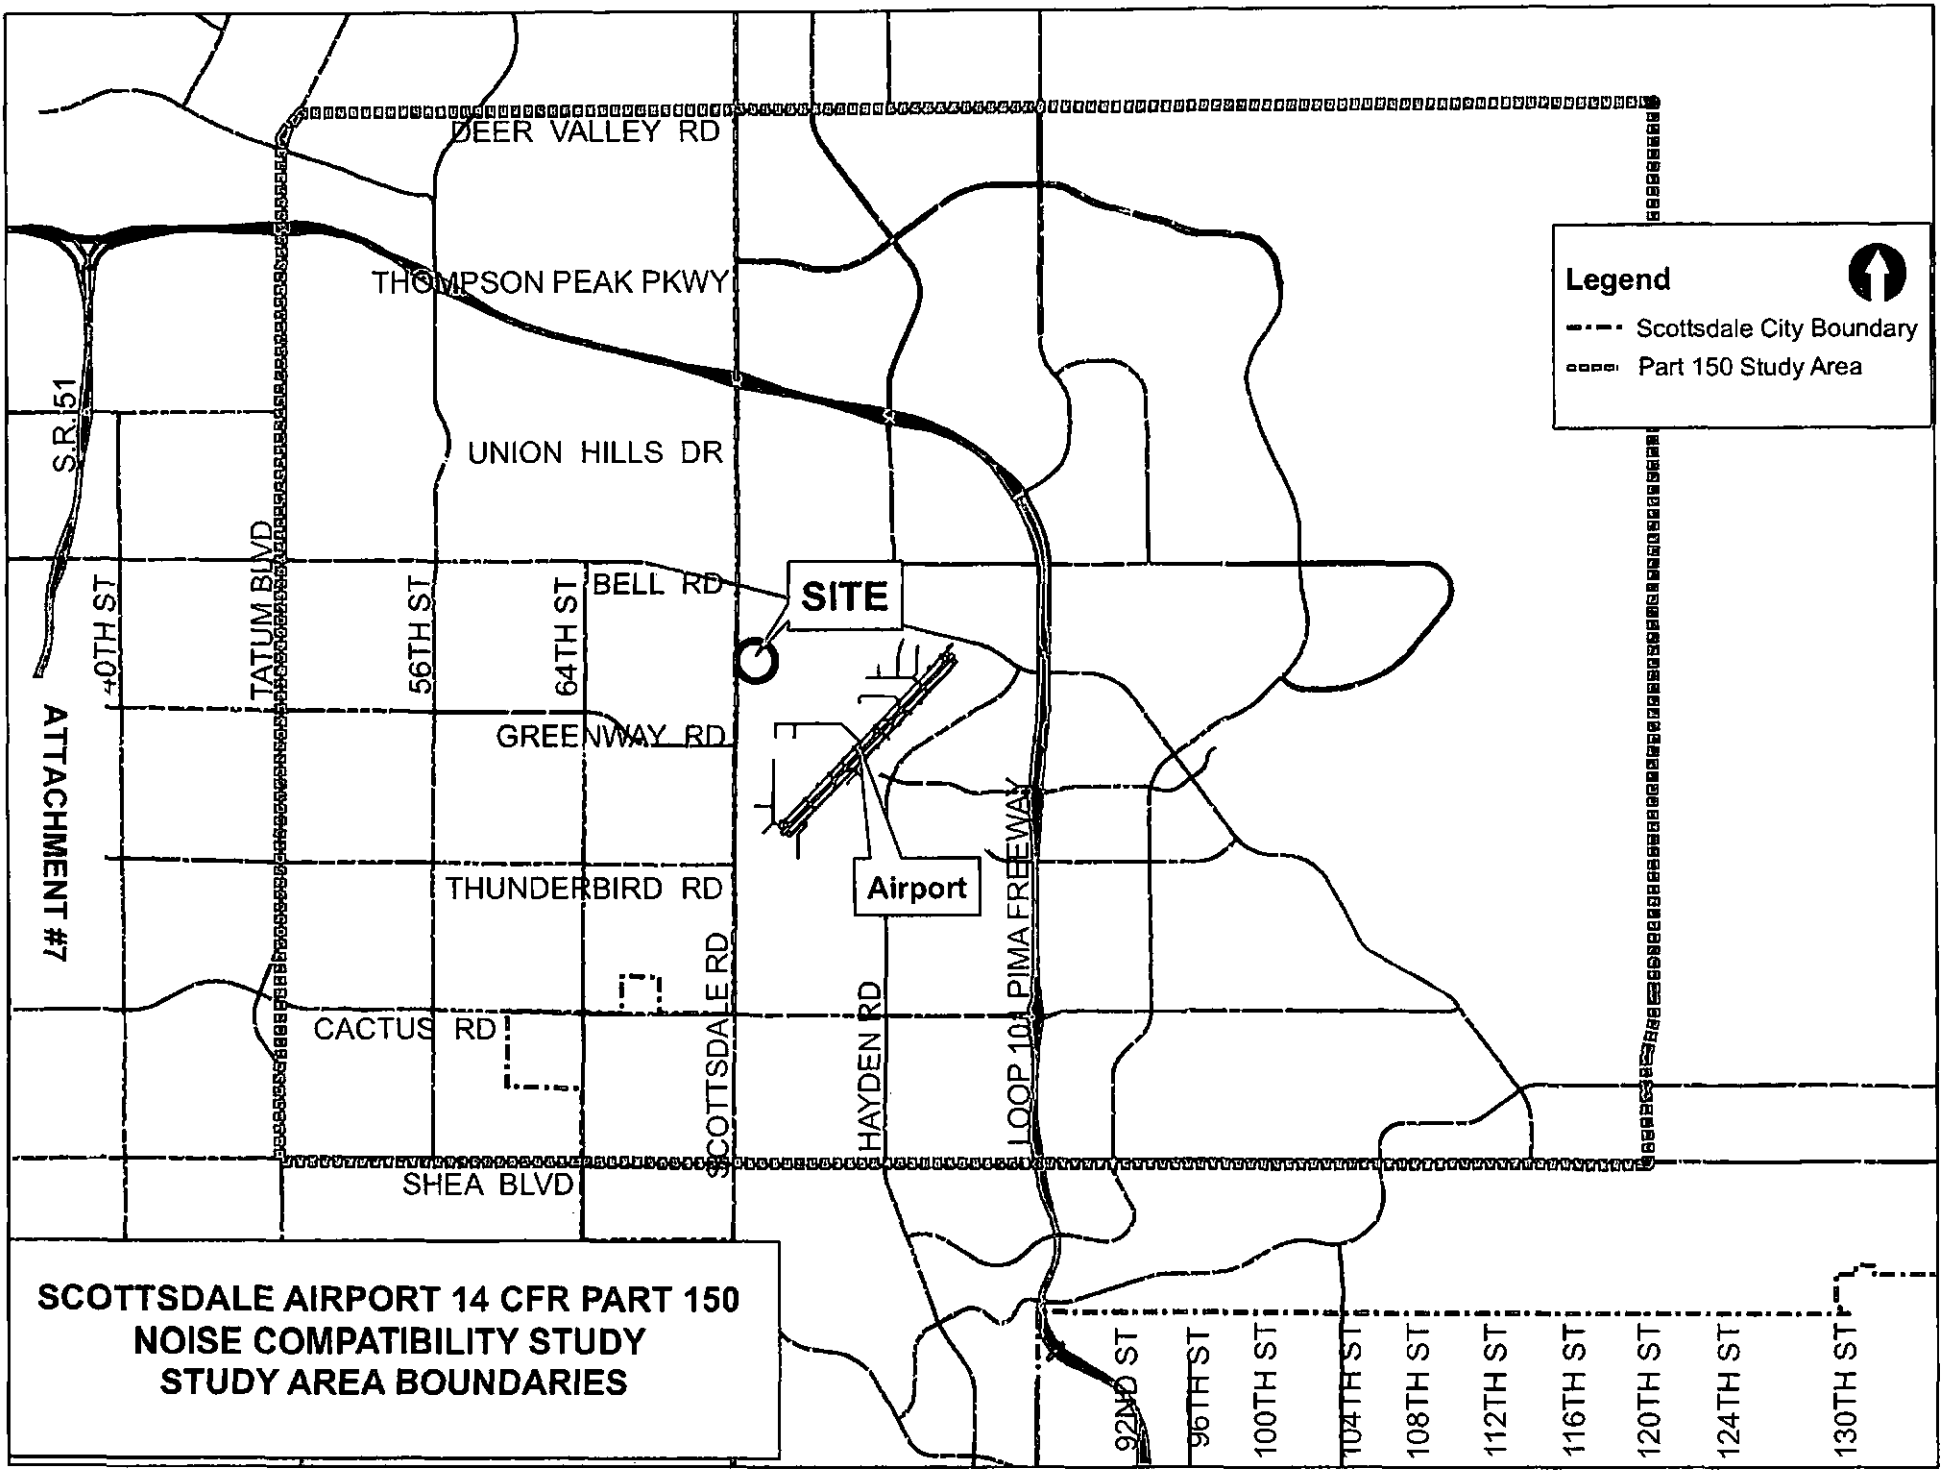 DEER VALLEY RD
THOMPSON PEAK PKWY
Legend
Scottsdale City Boundary
Part 150 Study Area
S.R. 51
UNION HILLS DR
BELL RD
SITE
40TH ST
TATUM BLVD
56TH ST
64TH ST
GREENWAY RD
ATTACHMENT #7
THUNDERBIRD RD
Airport
SCOTTSDALE RD
HAYDEN RD
LOOP 101 PIMA FREEWAY
CACTUS RD
SHEA BLVD
SCOTTSDALE AIRPORT 14 CFR PART 150
NOISE COMPATIBILITY STUDY
STUDY AREA BOUNDARIES
92ND ST
96TH ST
100TH ST
104TH ST
108TH ST
112TH ST
116TH ST
120TH ST
124TH ST
130TH ST